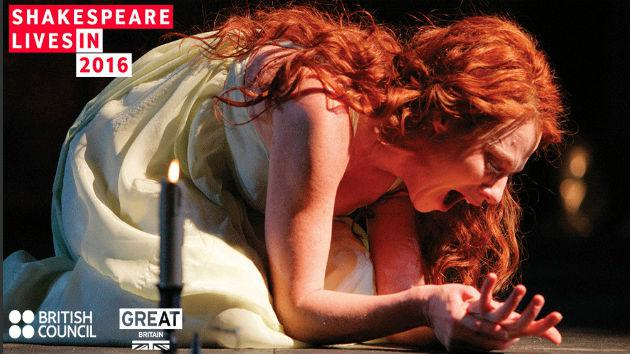 SHAKESPEARE
LIVES IN
2016
BRITISH
COUNCIL
GREAT
BRITAIN